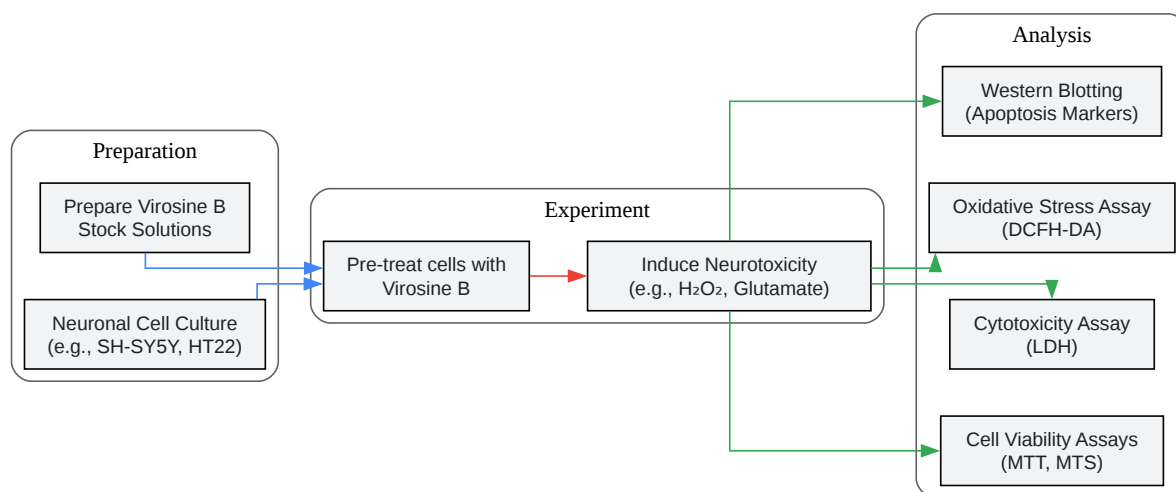 Preparation
Prepare Virosine B
Stock Solutions
Neuronal Cell Culture
(e.g., SH-SY5Y, HT22)
Experiment
Pre-treat cells with
Virosine B
Induce Neurotoxicity
(e.g., H₂O₂, Glutamate)
Analysis
Western Blotting
(Apoptosis Markers)
Oxidative Stress Assay
(DCFH-DA)
Cytotoxicity Assay
(LDH)
Cell Viability Assays
(MTT, MTS)